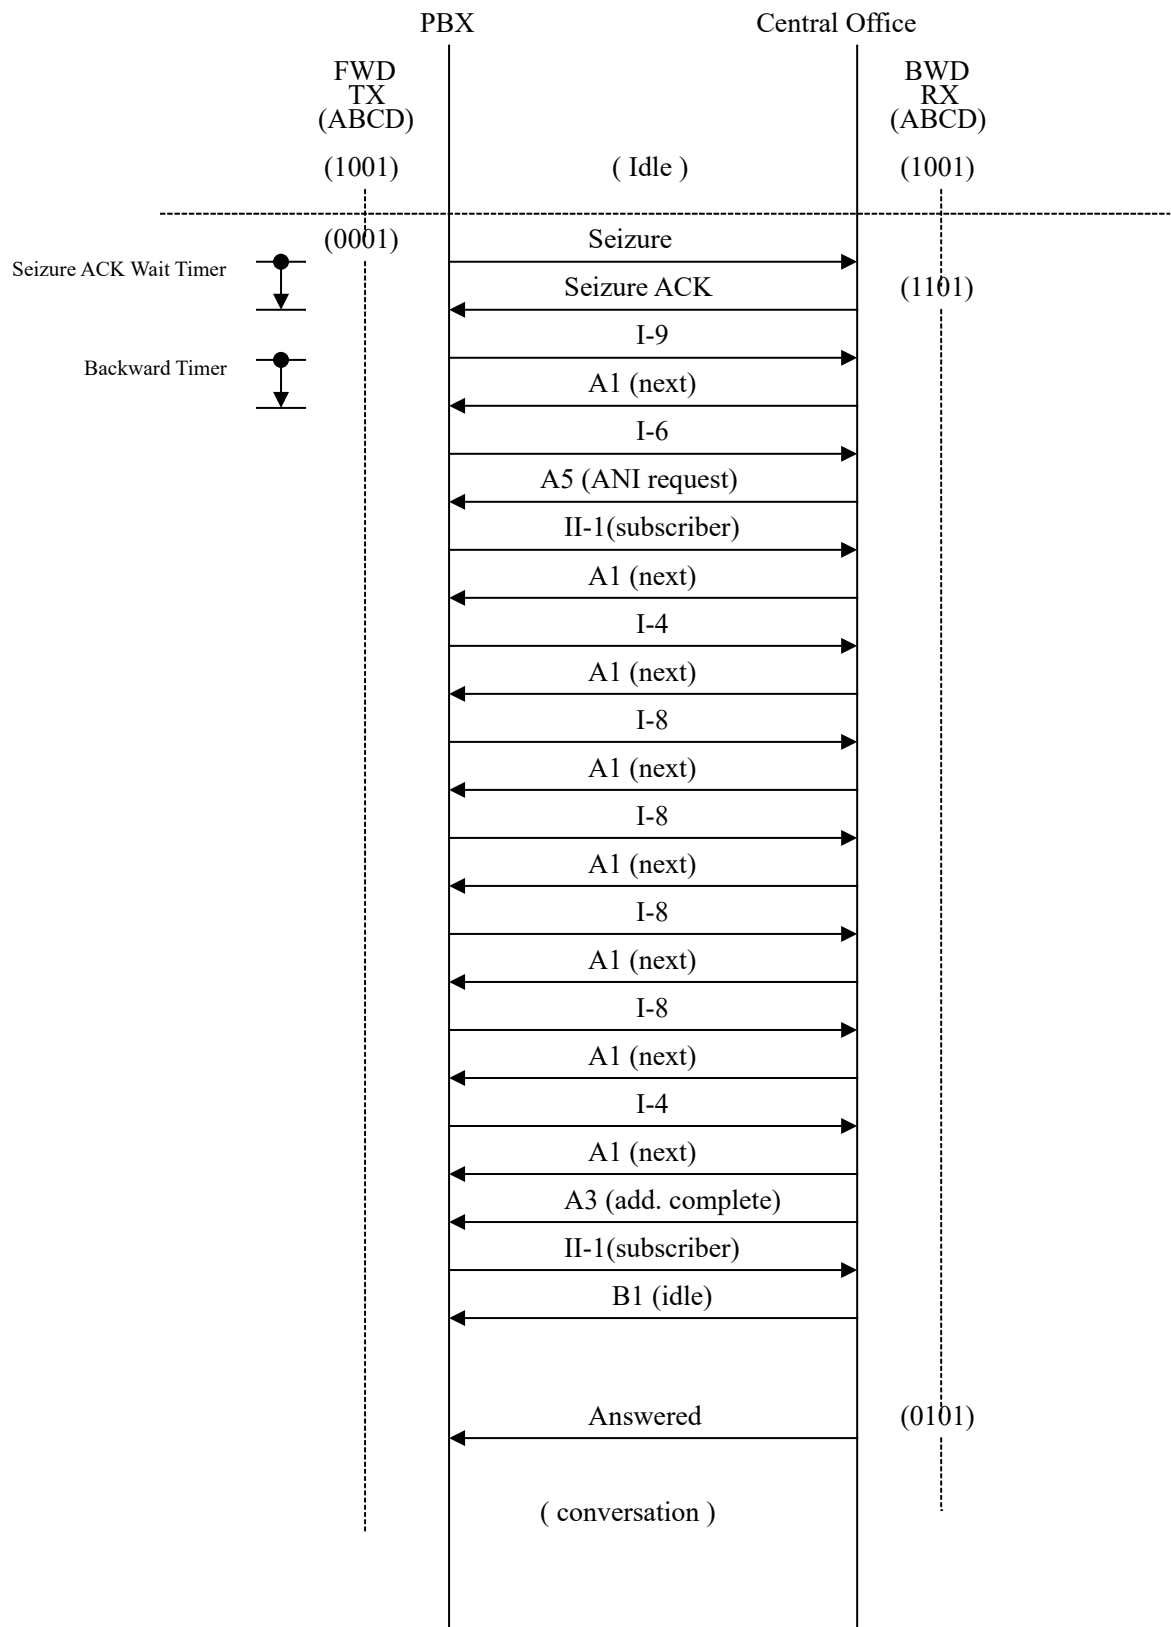 PBX Central Office
FWD BWD
TX RX
(ABCD) (ABCD)
(1001) ( Idle ) (1001)
(0001) Seizure
Seizure ACK Wait Timer
Seizure ACK (1101)
I-9
Backward Timer
A1 (next)
I-6
A5 (ANI request)
II-1(subscriber)
A1 (next)
I-4
A1 (next)
I-8
A1 (next)
I-8
A1 (next)
I-8
A1 (next)
I-8
A1 (next)
I-4
A1 (next)
A3 (add. complete)
II-1(subscriber)
B1 (idle)
Answered (0101)
( conversation )